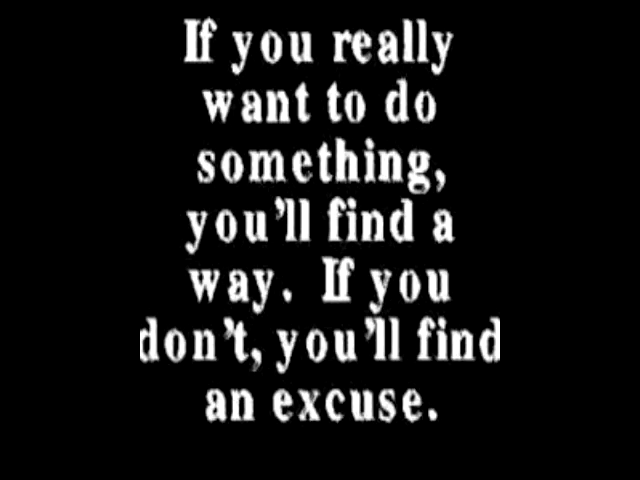 If you really
want to do
something,
you'll find a
way. If you
don't, you'll find
an excuse.